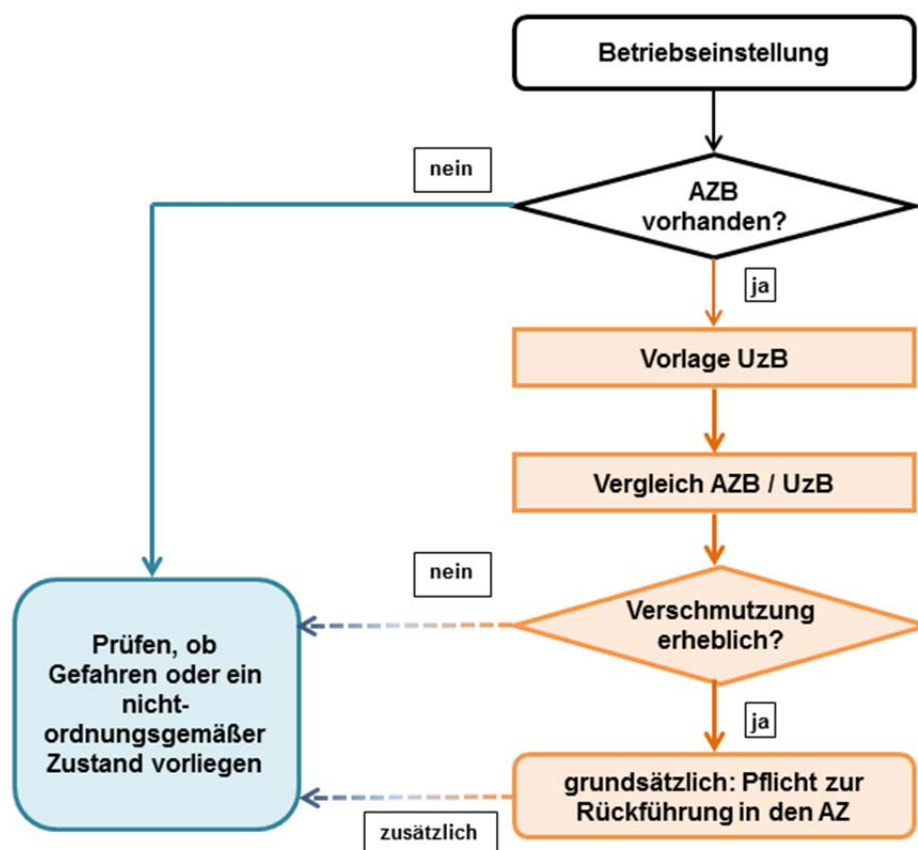 Betriebseinstellung
nein
AZB
vorhanden?
ja
Vorlage UzB
Vergleich AZB / UzB
nein
Verschmutzung
erheblich?
Prüfen, ob
Gefahren oder ein
nicht-
ordnungsgemäßer
Zustand vorliegen
ja
grundsätzlich: Pflicht zur
Rückführung in den AZ
zusätzlich